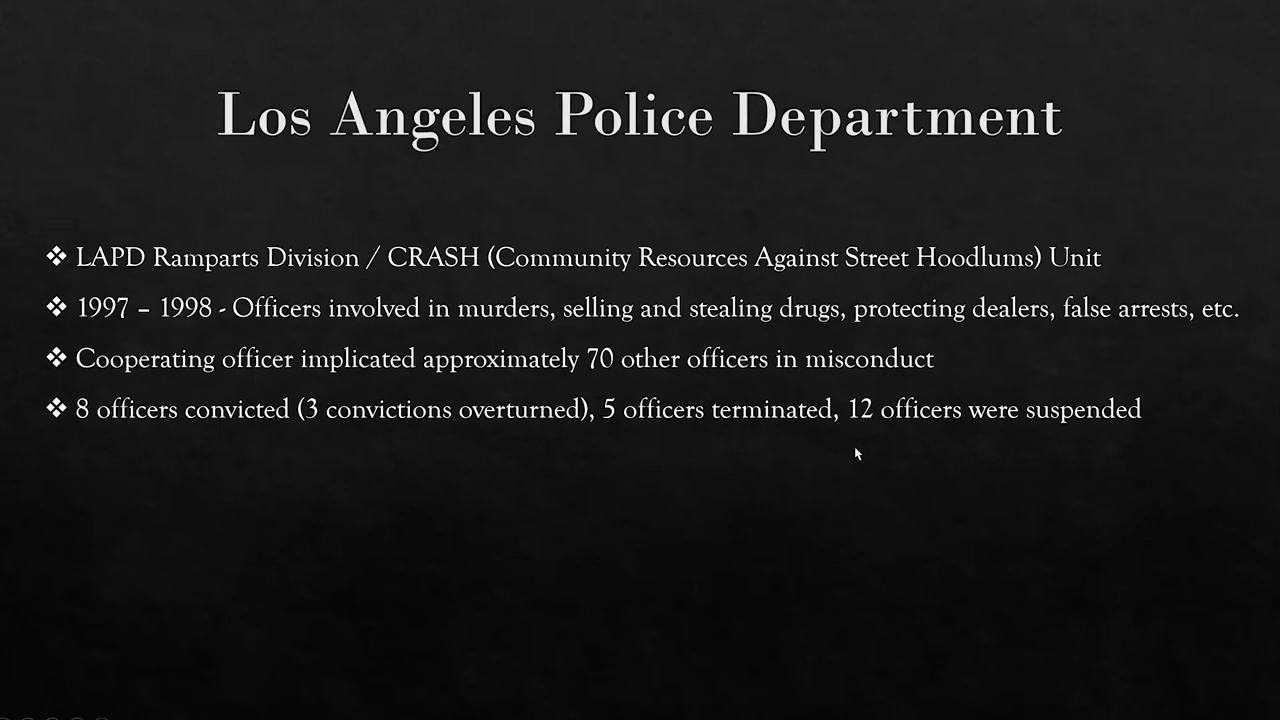 Los Angeles Police Department
❖ LAPD Ramparts Division / CRASH (Community Resources Against Street Hoodlums) Unit
❖ 1997 – 1998 - Officers involved in murders, selling and stealing drugs, protecting dealers, false arrests, etc.
❖ Cooperating officer implicated approximately 70 other officers in misconduct
❖ 8 officers convicted (3 convictions overturned), 5 officers terminated, 12 officers were suspended